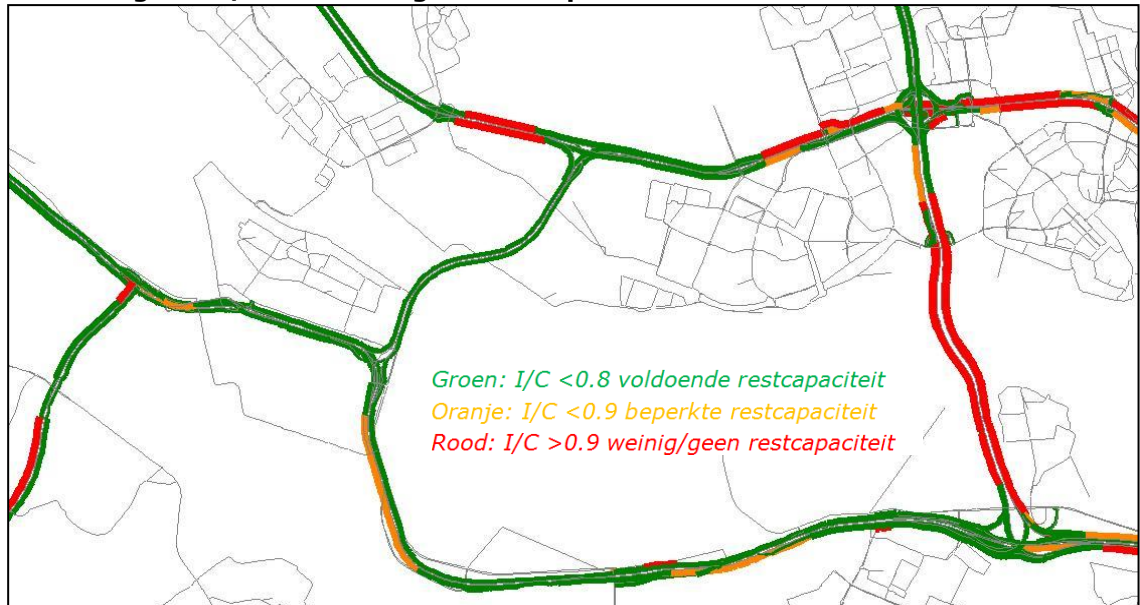 Groen: I/C <0.8 voldoende restcapaciteit
Oranje: I/C <0.9 beperkte restcapaciteit
Rood: I/C >0.9 weinig/geen restcapaciteit